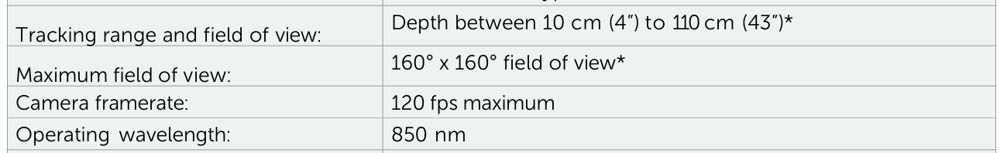 Tracking range and field of view: Depth between 10 cm (4”) to 110 cm (43”)*
Maximum field of view: 160° x 160° field of view*
Camera framerate: 120 fps maximum
Operating wavelength: 850 nm